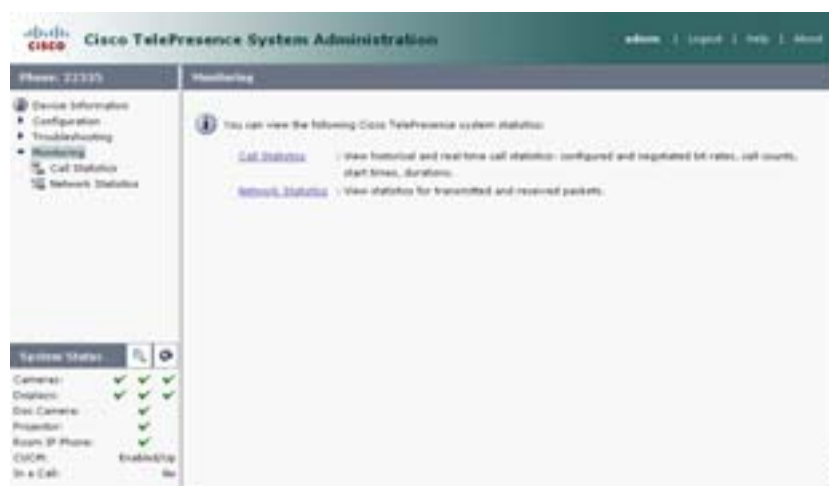 CISCO Cisco TelePresence System Administration
admin | Logout | Help | About
Phone: 22335
Monitoring
Device Information
Configuration
Troubleshooting
Monitoring
Call Statistics
Network Statistics
You can view the following Cisco TelePresence system statistics:
Call Statistics : View historical and real time call statistics: configured and negotiated bit rates, call counts,
start times, durations.
Network Statistics : View statistics for transmitted and received packets.
System Status
Cameras:
Displays:
Doc Camera:
Projector:
Room IP Phone:
CUCM: Enabled/Up
In a Call: No